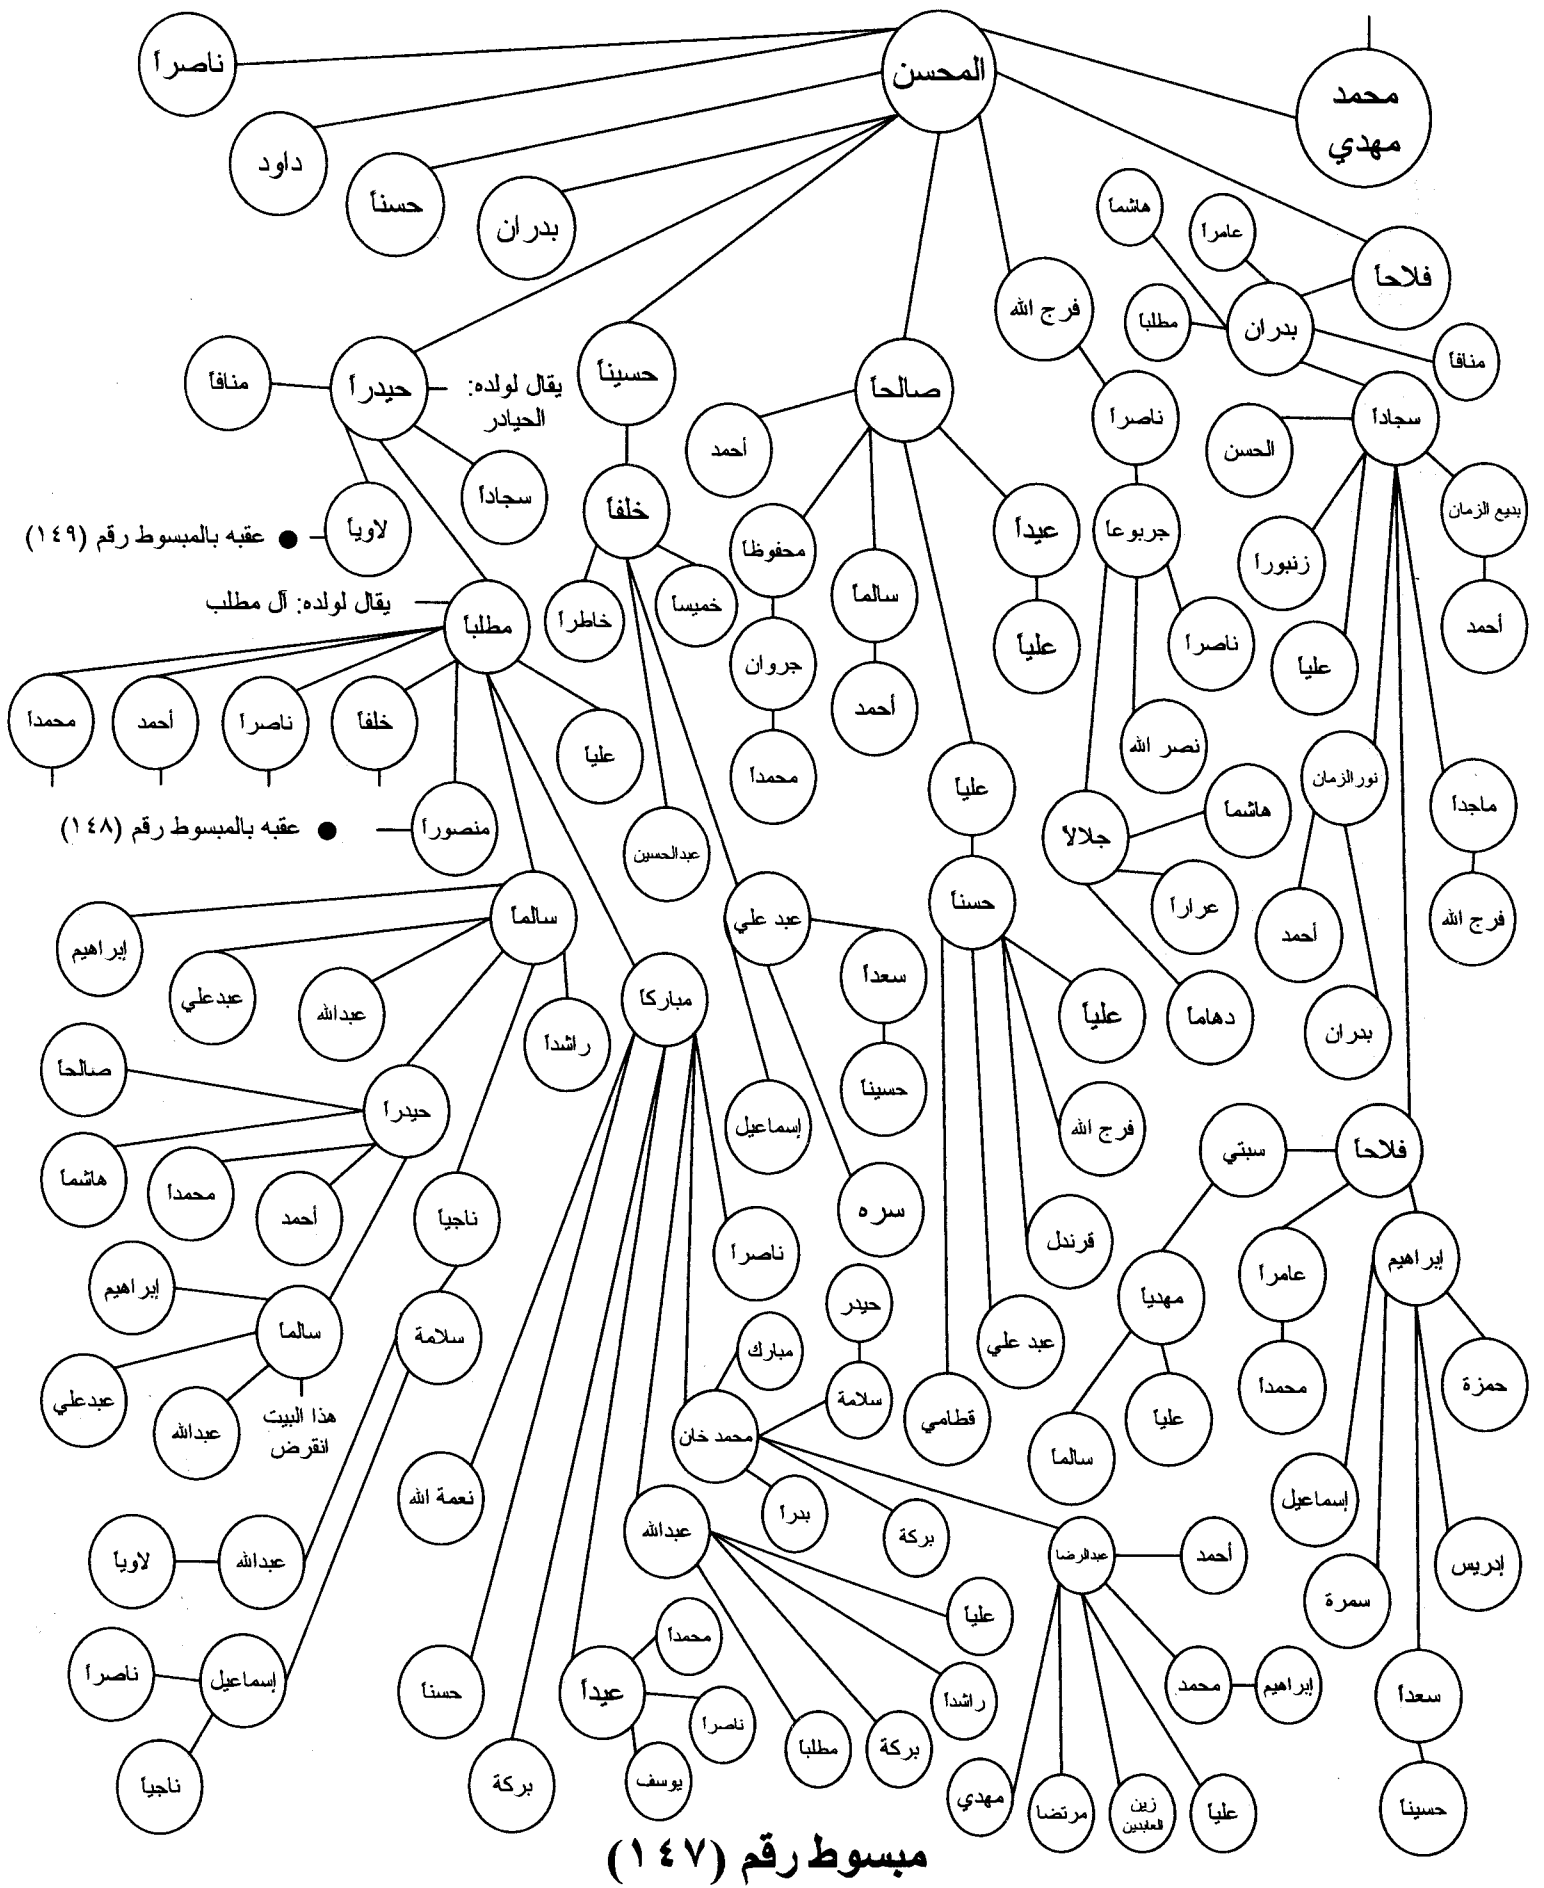 المحسن
محمد
مهدي
ناصراً
داود
حسناً
بدران
هاشماً
عامراً
فلاحاً
فرج الله
مطلباً
بدران
منافاً
منافاً
حيدراً
يقال لولده:
الحيادر
حسيناً
صالحاً
ناصراً
سجاداً
الحسن
أحمد
سجاداً
خلفاً
بديع الزمان
لاوياً
عقبه بالمبسوط رقم (١٤٩)
محفوظاً
عيداً
جربوعاً
زنبوراً
يقال لولده: آل مطلب
مطلباً
خاطراً
خميساً
سالماً
علياً
ناصراً
علياً
أحمد
جروان
محمداً
أحمد
ناصراً
خلفاً
علياً
أحمد
نصر الله
محمداً
علياً
نور الزمان
ماجداً
عقبه بالمبسوط رقم (١٤٨)
منصوراً
عبدالحسين
جلالاً
هاشماً
سالماً
عبد علي
حسناً
عراراً
أحمد
فرج الله
إبراهيم
عبدعلي
عبدالله
راشداً
مباركاً
سعداً
علياً
دهاماً
بدران
صالحاً
حيدراً
حسيناً
إسماعيل
فرج الله
سبتي
فلاحاً
هاشماً
محمداً
أحمد
ناجياً
سره
ناصراً
قرندل
عامراً
إبراهيم
إبراهيم
سالماً
سلامة
حيدر
مهدياً
عبدعلي
عبدالله
هذا البيت
انقرض
مبارك
سلامة
عبد علي
محمداً
حمزة
محمد خان
قطامي
علياً
سالماً
نعمة الله
بدراً
بركة
إسماعيل
عبدالله
لاوياً
عبدالله
عبدالرضا
أحمد
إدريس
سمرة
علياً
محمداً
ناصراً
إسماعيل
حسناً
عيداً
ناصراً
راشداً
محمد
إبراهيم
سعداً
ناجياً
بركة
يوسف
مطلباً
بركة
مهدي
مرتضا
زين
العابدين
علياً
حسيناً
مبسوط رقم (١٤٧)